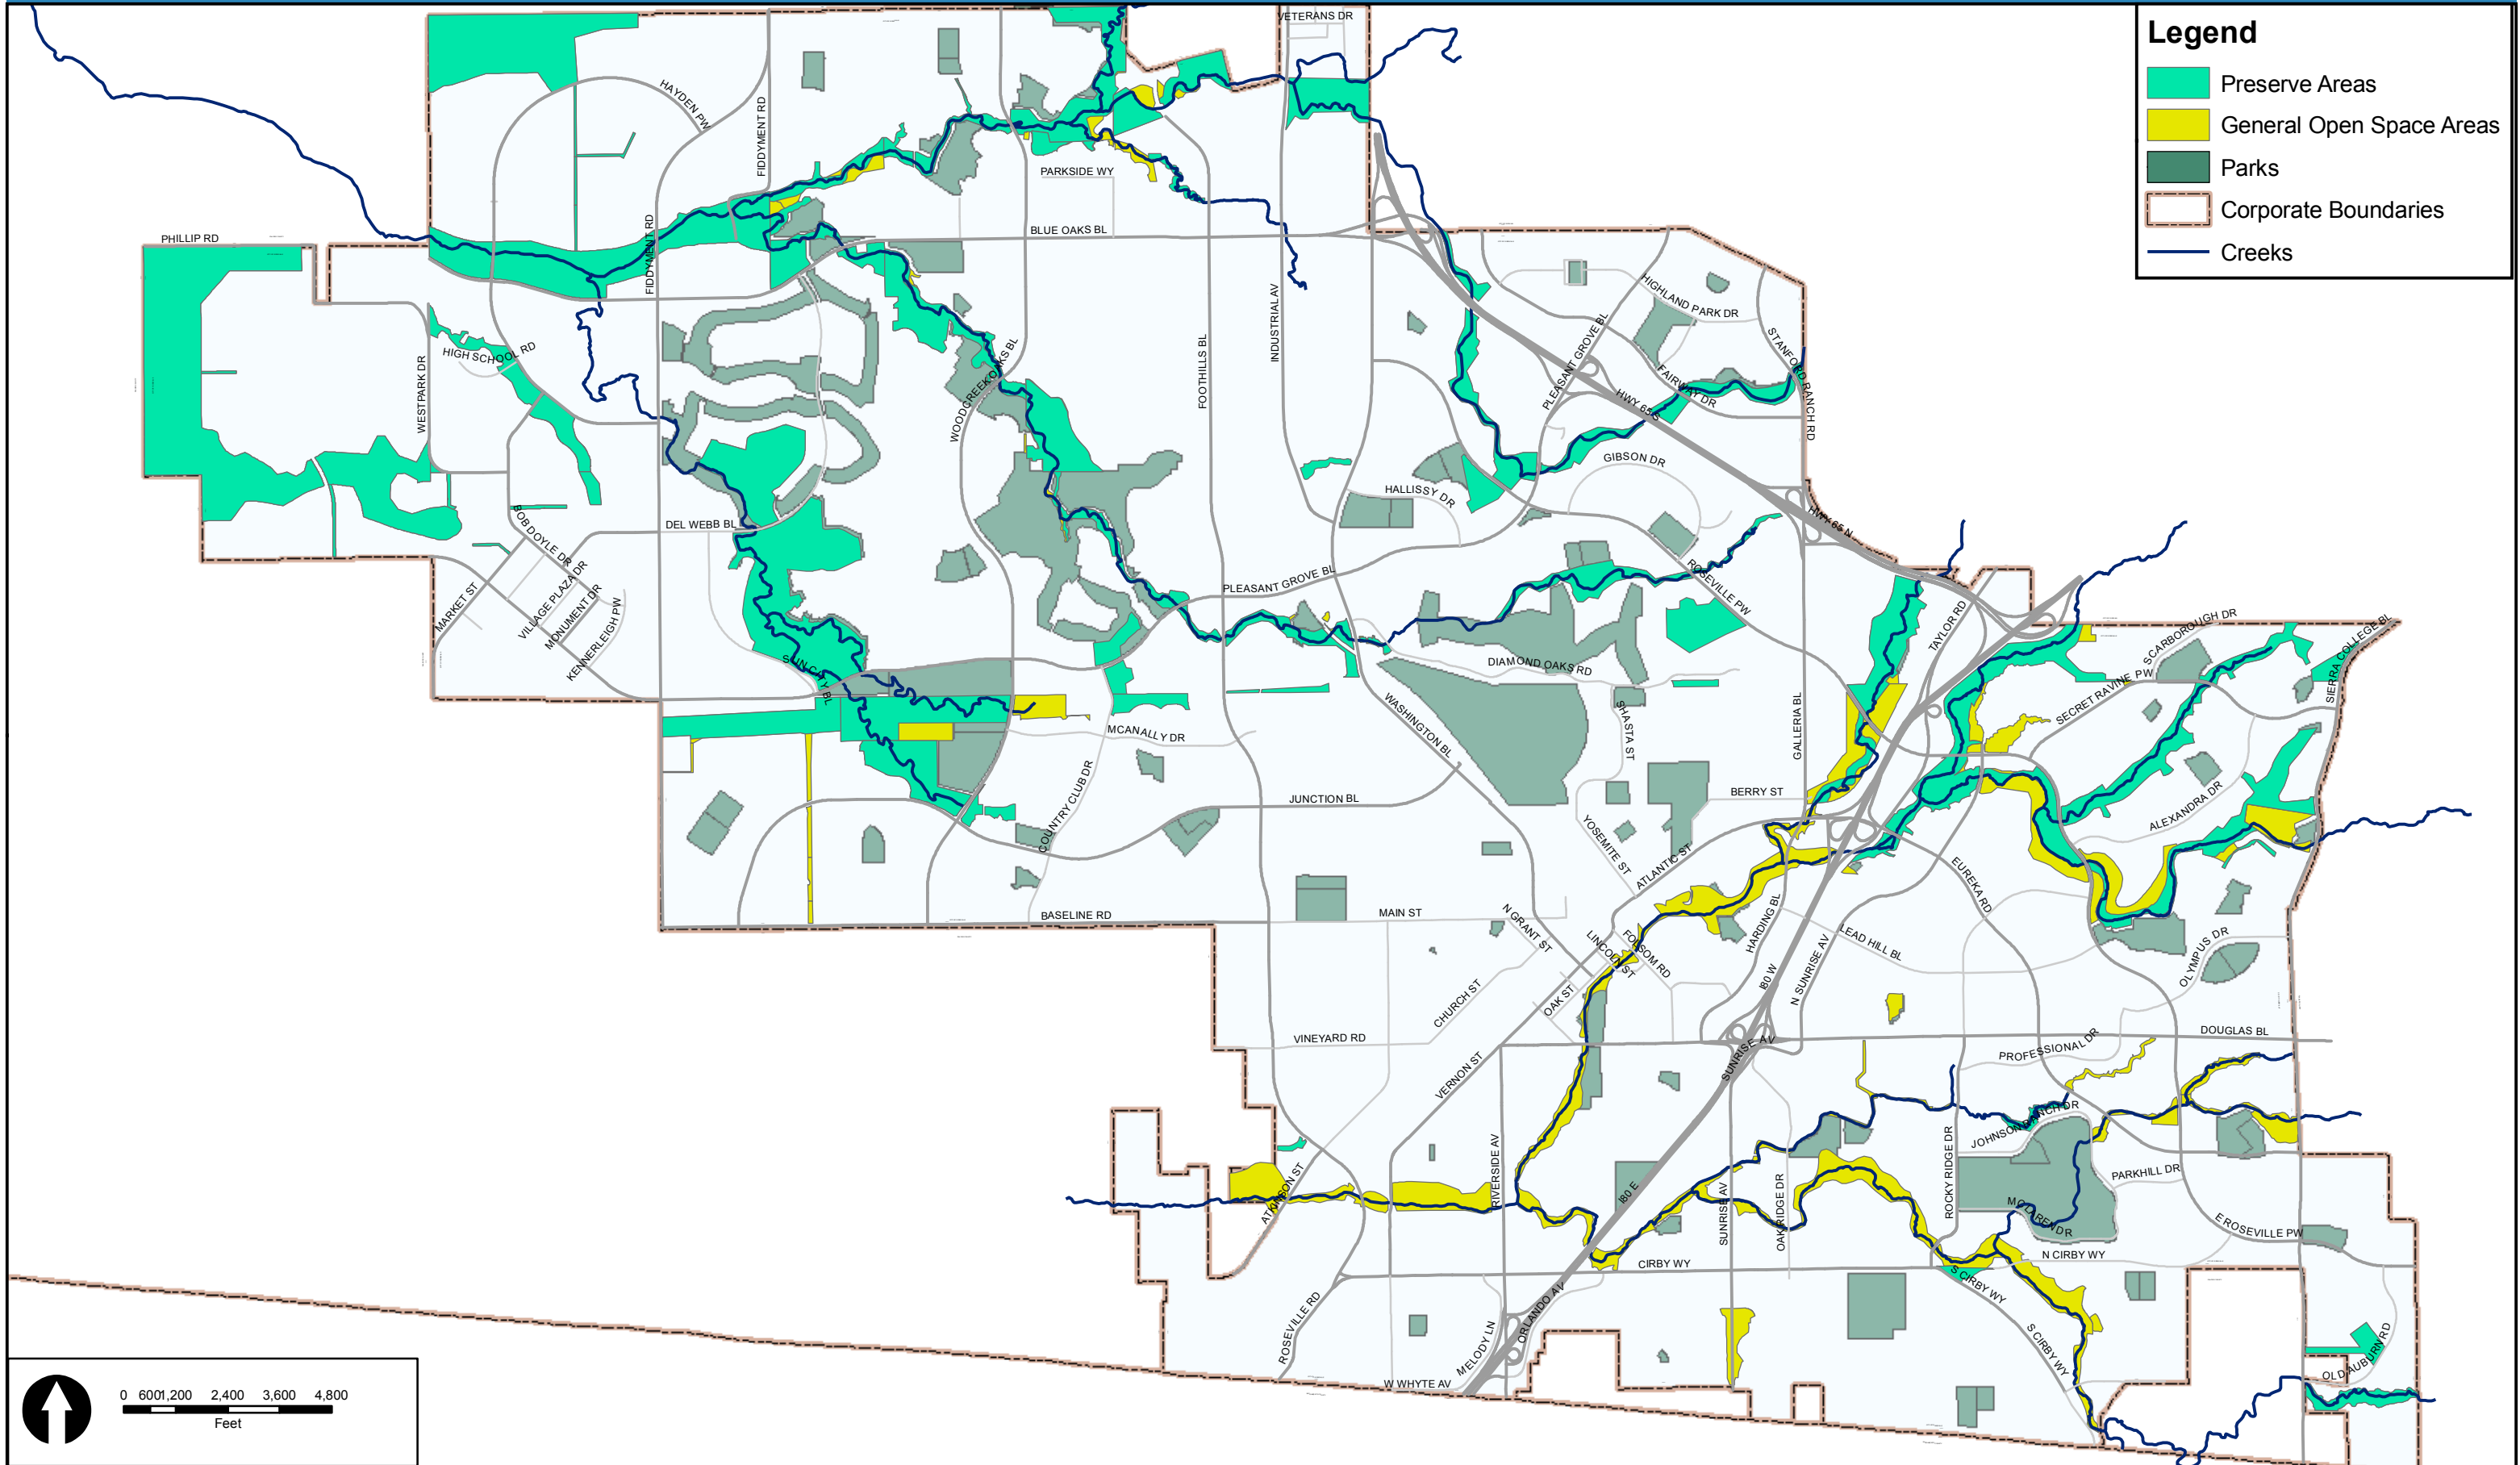 VETERANS DR
Legend
Preserve Areas
General Open Space Areas
Parks
Corporate Boundaries
Creeks
HAYDEN PW
FIDDYMENT RD
PARKSIDE WY
PHILLIP RD
FIDDYMENT RD
BLUE OAKS BL
HIGHLAND PARK DR
INDUSTRIAL AV
FOOTHILLS BL
PLEASANT GROVE BL
STANFORD RANCH RD
HIGH SCHOOL RD
WESTPARK DR
WOODCREEK OAKS BL
FAIRWAY DR
HWY 65 S
GIBSON DR
HALLISSY DR
HWY 65 N
DEL WEBB BL
BOB DOYLE DR
VILLAGE PLAZA DR
MARKET ST
MONUMENT DR
KENNERLEIGH PW
PLEASANT GROVE BL
ROSEVILLE PW
TAYLOR RD
SCARBOROUGH DR
SIERRA COLLEGE BL
SUN CITY BL
DIAMOND OAKS RD
SECRET RAVINE PW
WASHINGTON BL
SHASTA ST
GALLERIA BL
MCANALLY DR
COUNTRY CLUB DR
JUNCTION BL
BERRY ST
ALEXANDRA DR
YOSEMITE ST
ATLANTIC ST
EUREKA RD
BASELINE RD
MAIN ST
N GRANT ST
LINCOLN ST
FOLSOM RD
HARDING BL
LEAD HILL BL
OLYMPUS DR
I80 W
N SUNRISE AV
CHURCH ST
OAK ST
VINEYARD RD
VERNON ST
SUNRISE AV
DOUGLAS BL
PROFESSIONAL DR
JOHNSON RANCH DR
RIVERSIDE AV
ROCKY RIDGE DR
PARKHILL DR
ATKINSON ST
I80 E
SUNRISE AV
OAKRIDGE DR
MCLAREN DR
E ROSEVILLE PW
N CIRBY WY
CIRBY WY
S CIRBY WY
ROSEVILLE RD
MELODY LN
ORLANDO AV
S CIRBY WY
OLD AUBURN RD
W WHYTE AV
0 600 1,200 2,400 3,600 4,800
Feet